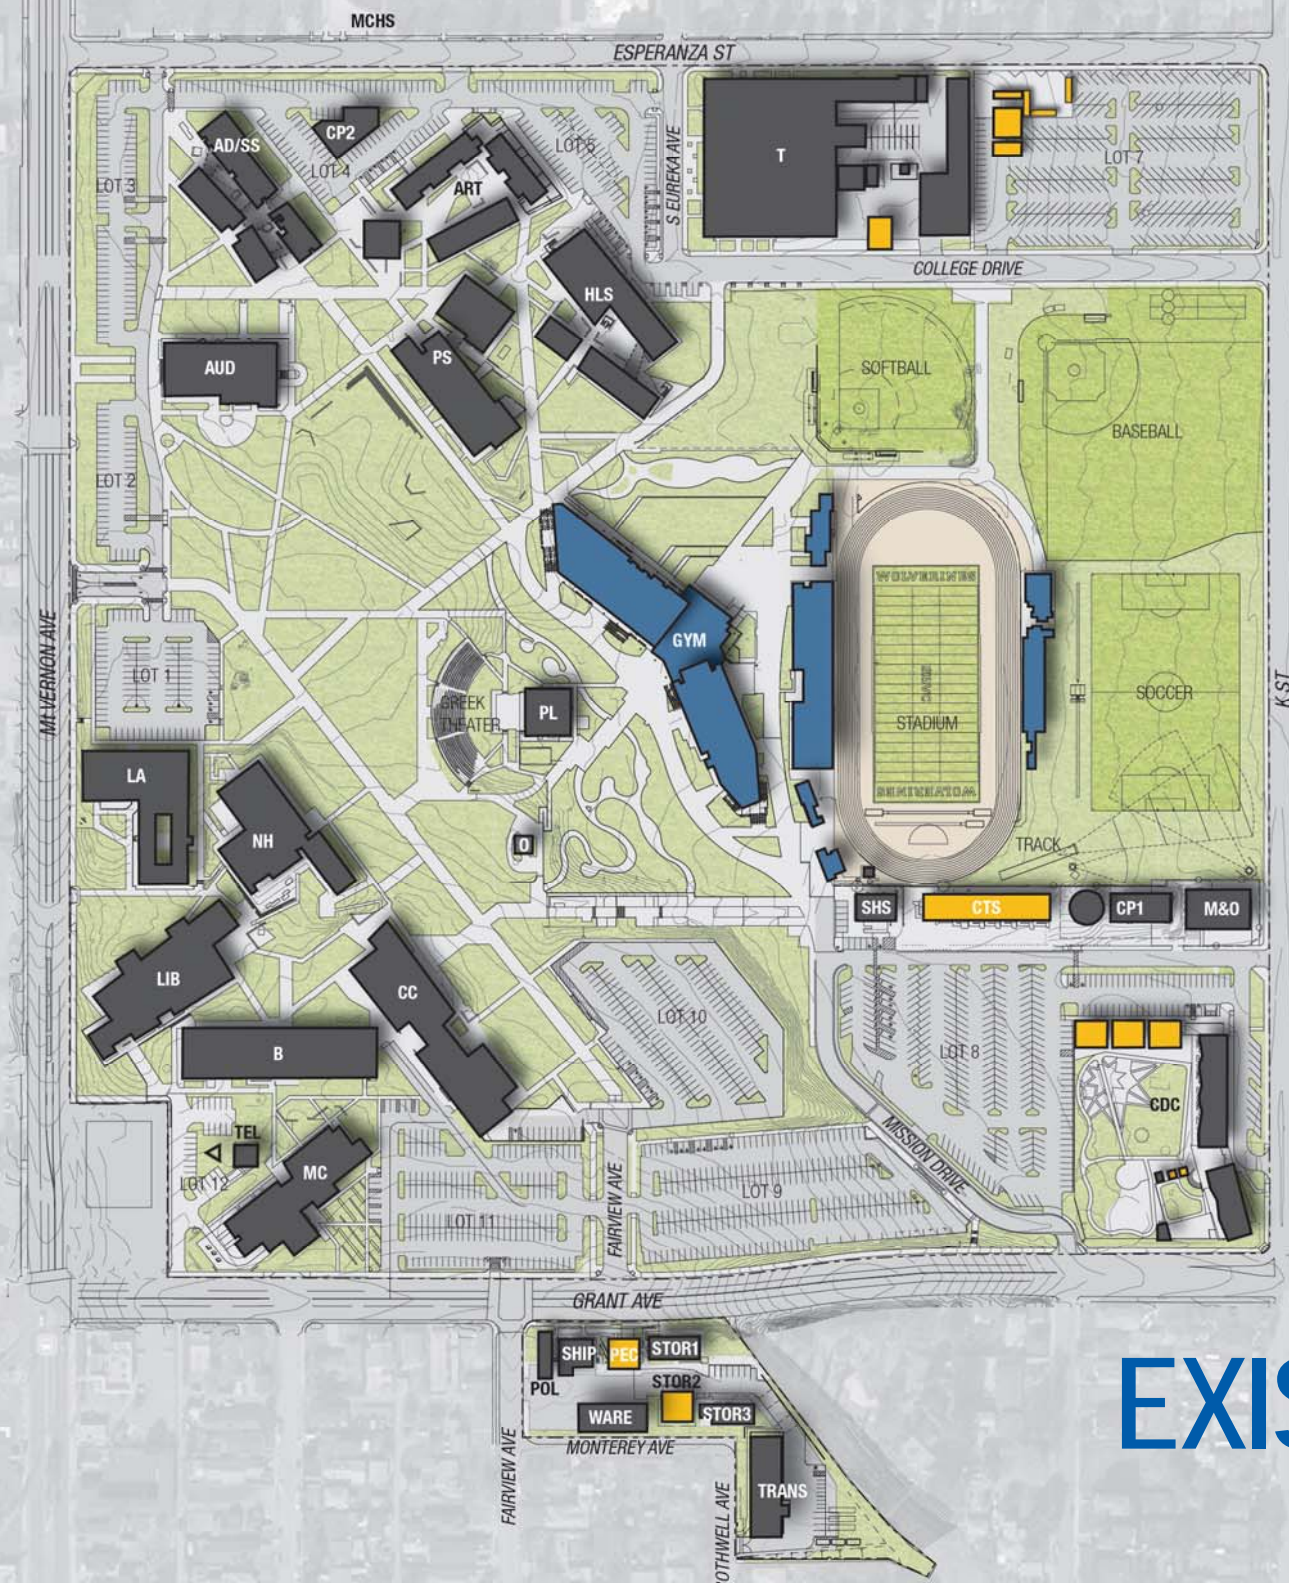 MCHS
ESPERANZA ST
CP2
AD/SS
LOT 4
LOT 5
T
LOT 7
LOT 3
ART
S EUREKA AVE
COLLEGE DRIVE
HLS
PS
AUD
SOFTBALL
BASEBALL
LOT 2
WOLVERINES
GYM
MT VERNON AVE
LOT 1
GREEK
THEATER
PL
SBVC
STADIUM
SOCCER
K ST
LA
WOLVERINES
NH
O
TRACK
SHS
CTS
CP1
M&O
LIB
CC
LOT 10
B
LOT 8
CDC
TEL
MISSION DRIVE
MC
LOT 12
LOT 11
FAIRVIEW AVE
LOT 9
GRANT AVE
SHIP
PEC
STOR1
POL
STOR2
WARE
STOR3
MONTEREY AVE
EXIS
FAIRVIEW AVE
TRANS
OTHWELL AVE